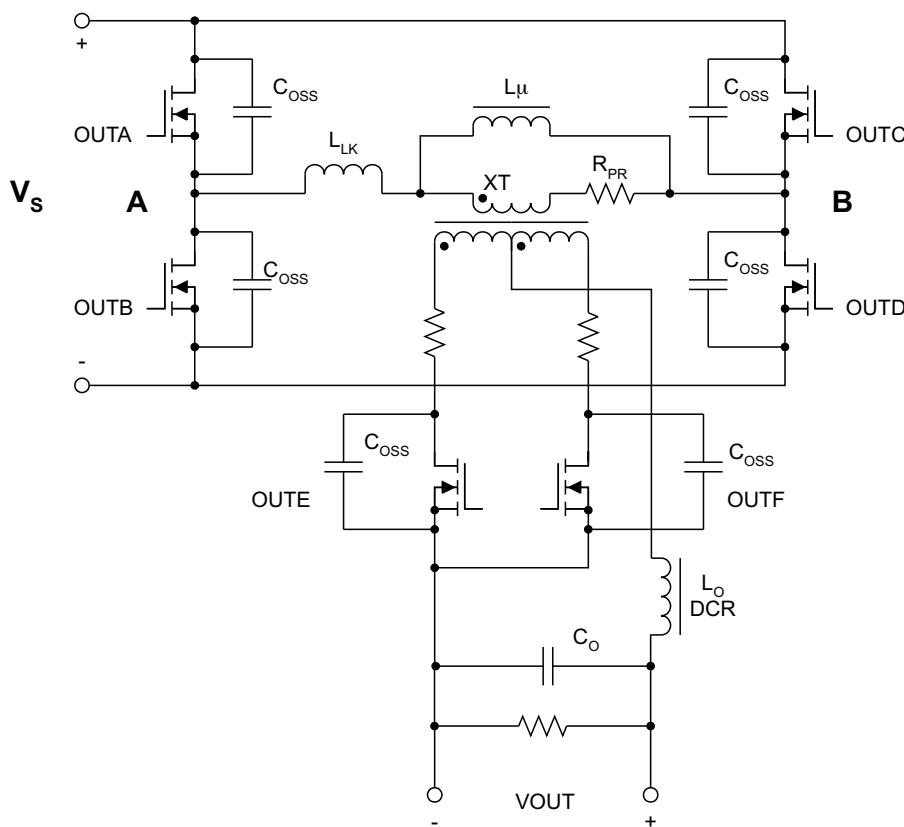 +
C_OSS
Lµ
C_OSS
OUTA
L_LK
R_PR
OUTC
XT
V_S
A
B
C_OSS
C_OSS
OUTB
OUTD
-
C_OSS
C_OSS
OUTE
OUTF
L_O
DCR
C_O
VOUT
-
+